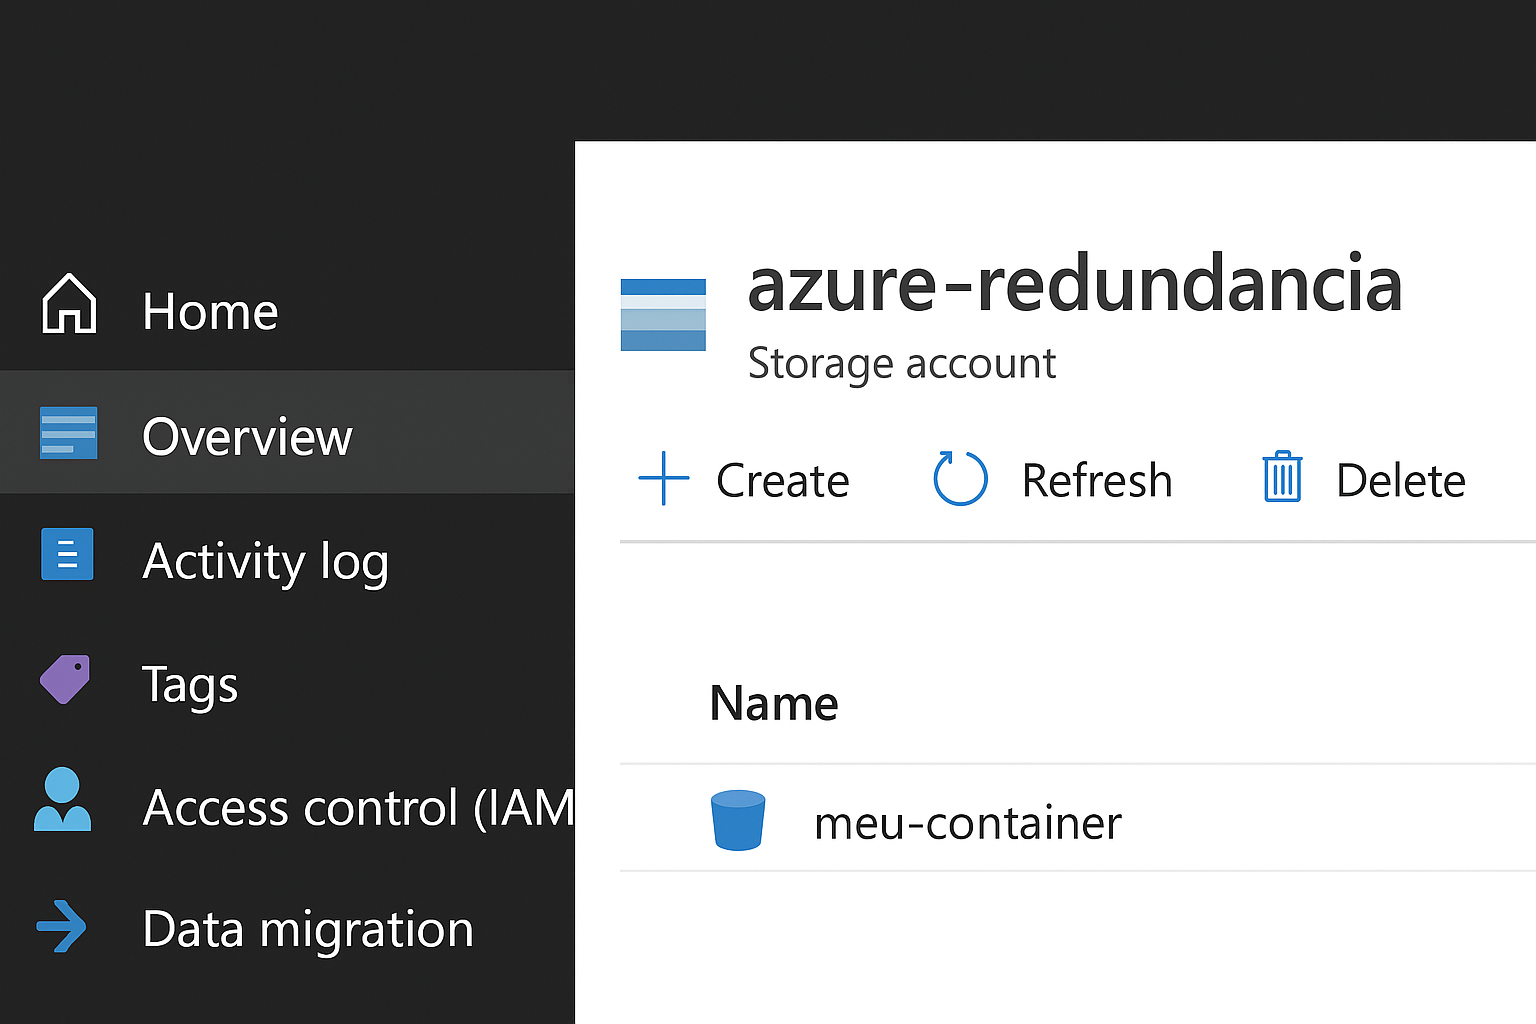 Home
Overview
Activity log
Tags
Access control (IAM
Data migration
azure-redundancia
Storage account
Create Refresh Delete
Name
meu-container